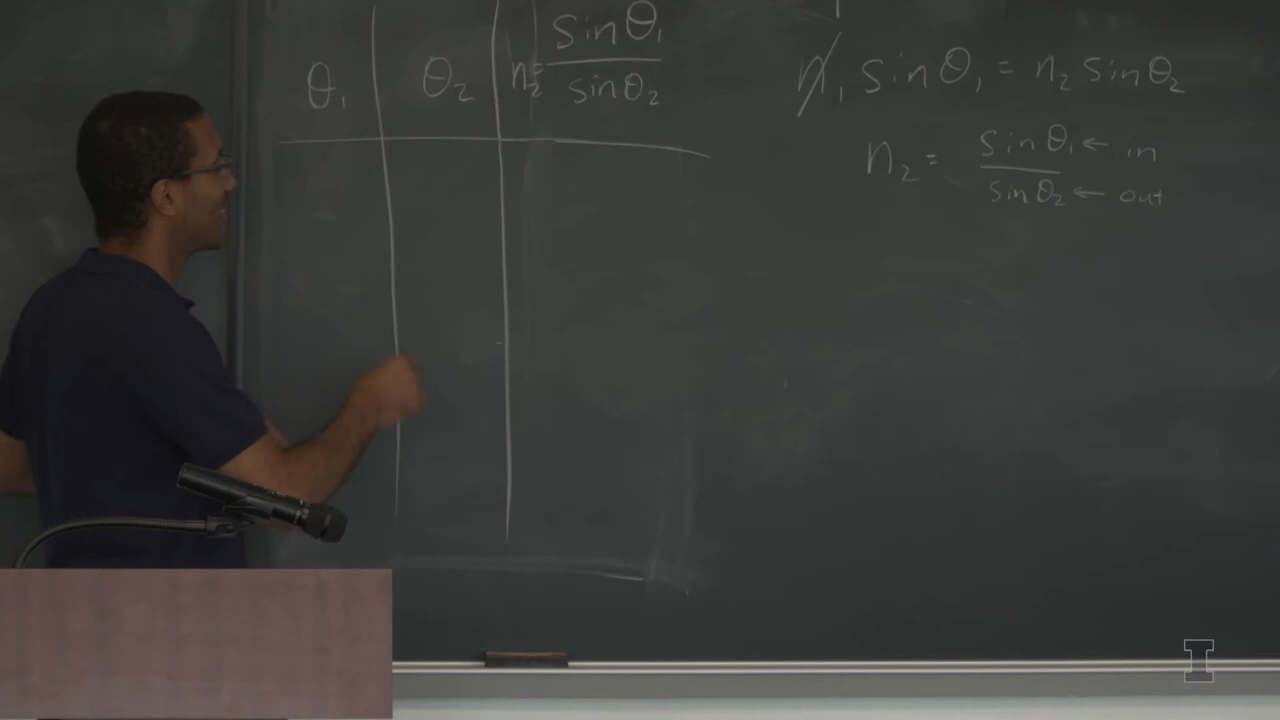 θ₁ θ₂ n₂ = sinθ₁ / sinθ₂
n₁ sinθ₁ = n₂ sinθ₂
n₂ = sinθ₁ ← in
sinθ₂ ← out
I